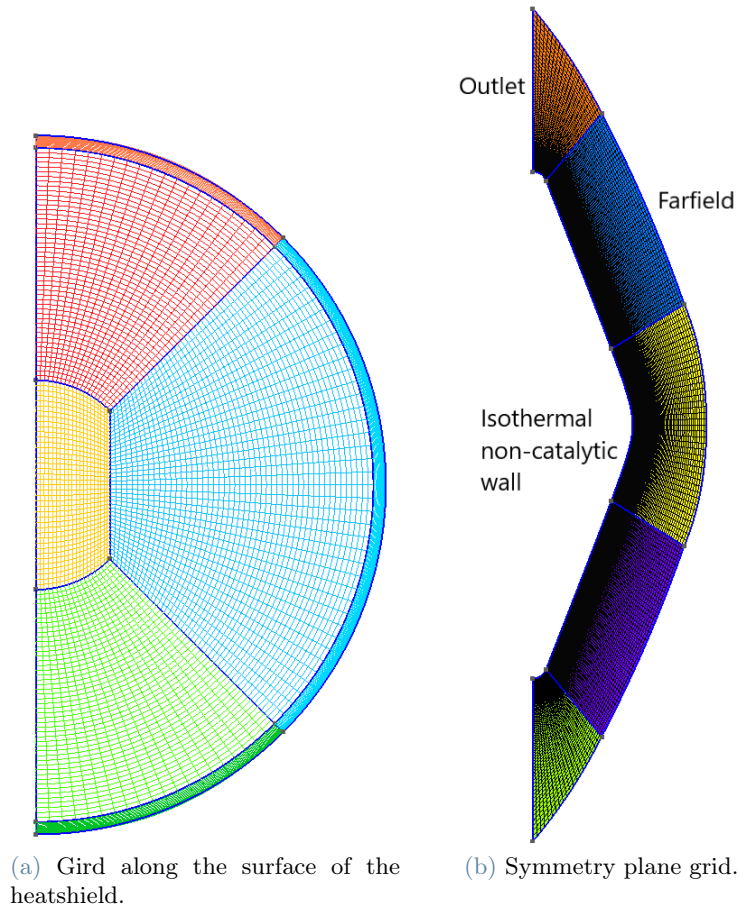 Outlet
Farfield
Isothermal
non-catalytic
wall
(a) Gird along the surface of the
heatshield.
(b) Symmetry plane grid.